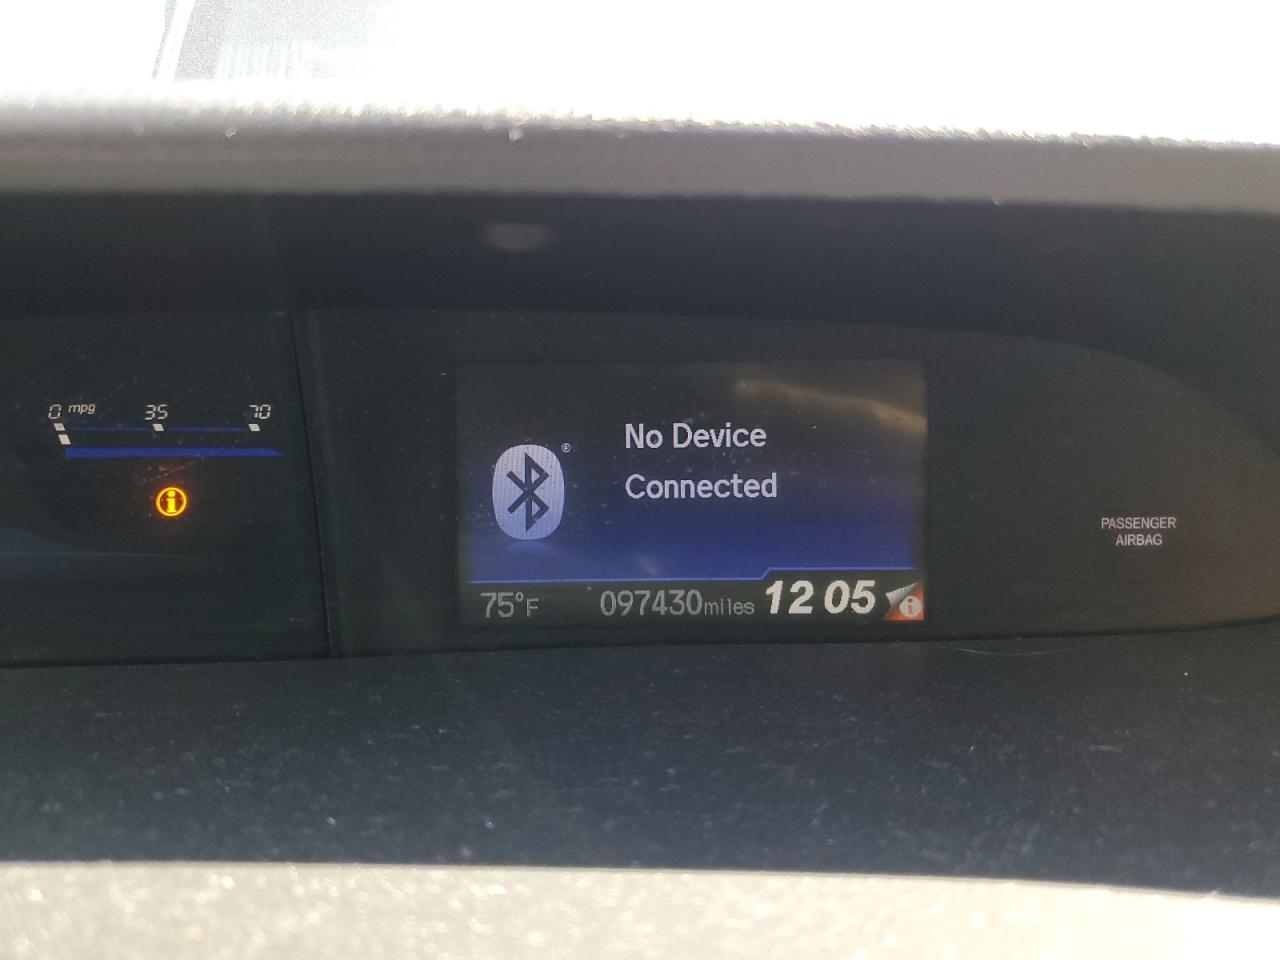 0 mpg 35 70
No Device
Connected
®
75°F 097430miles 12 05
PASSENGER
AIRBAG